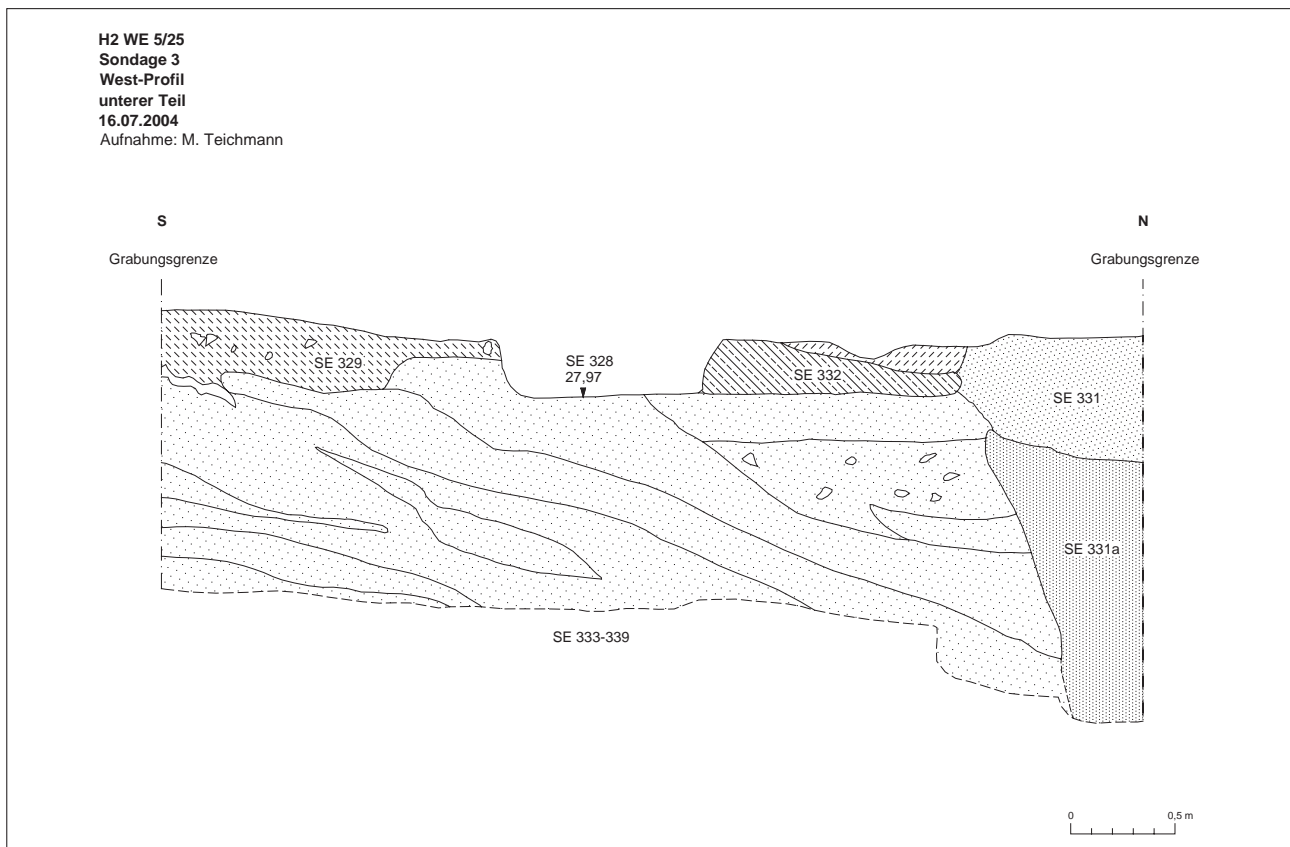 H2 WE 5/25
Sondage 3
West-Profil
unterer Teil
16.07.2004
Aufnahme: M. Teichmann
S
N
Grabungsgrenze
Grabungsgrenze
SE 329
SE 328
27,97
SE 332
SE 331
SE 331a
SE 333-339
0
0,5 m